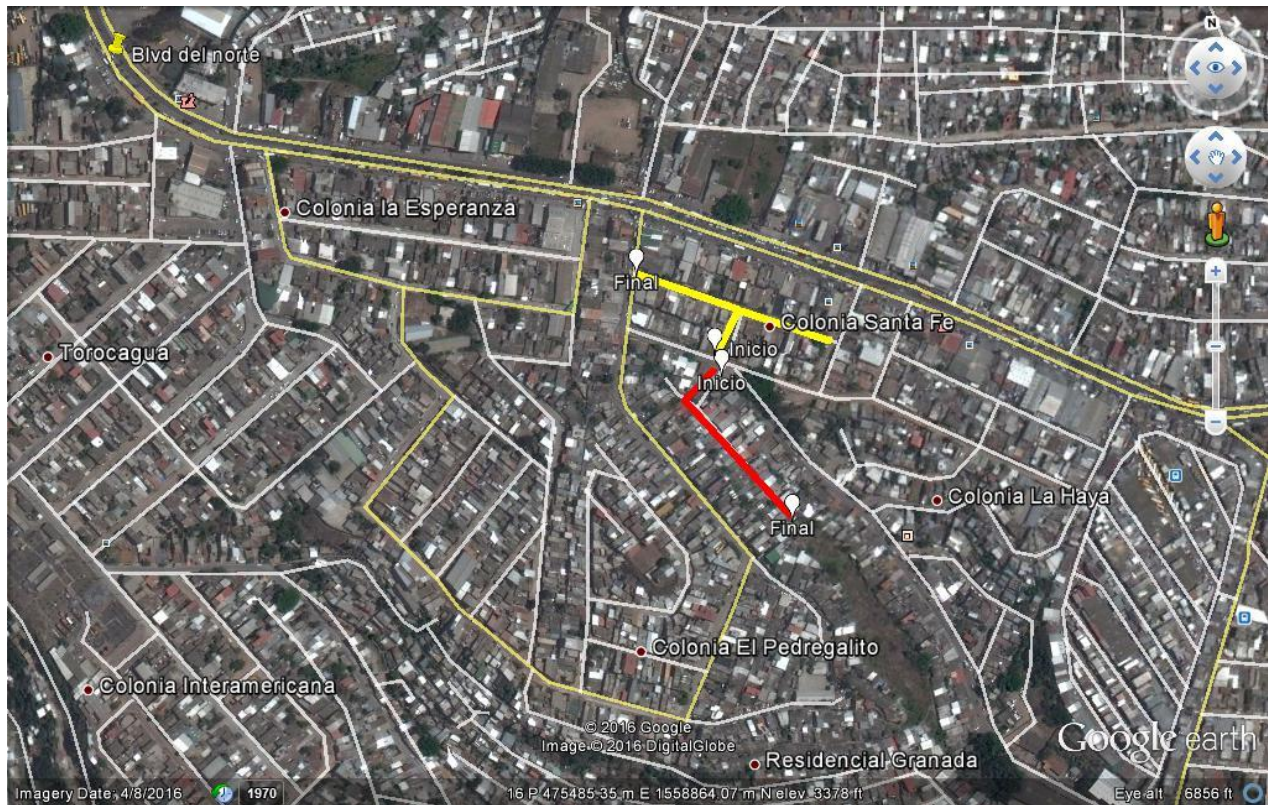 N
Blvd del norte
Colonia la Esperanza
Final
Colonia Santa Fe
Torocagua
Inicio
Inicio
Colonia La Haya
Final
Colonia El Pedregalito
Colonia Interamericana
© 2016 Google
Image © 2016 DigitalGlobe
Google earth
Residencial Granada
Imagery Date: 4/8/2016
1970
16 P 475485.35 m E 1558864.07 m N elev 3378 ft
Eye alt 6856 ft